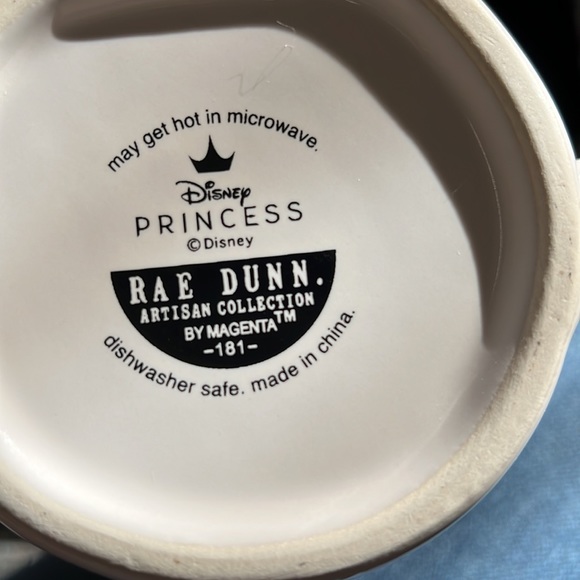 may get hot in microwave.
Disney
PRINCESS
©Disney
RAE DUNN.
ARTISAN COLLECTION
BY MAGENTA™
-181-
dishwasher safe. made in china.